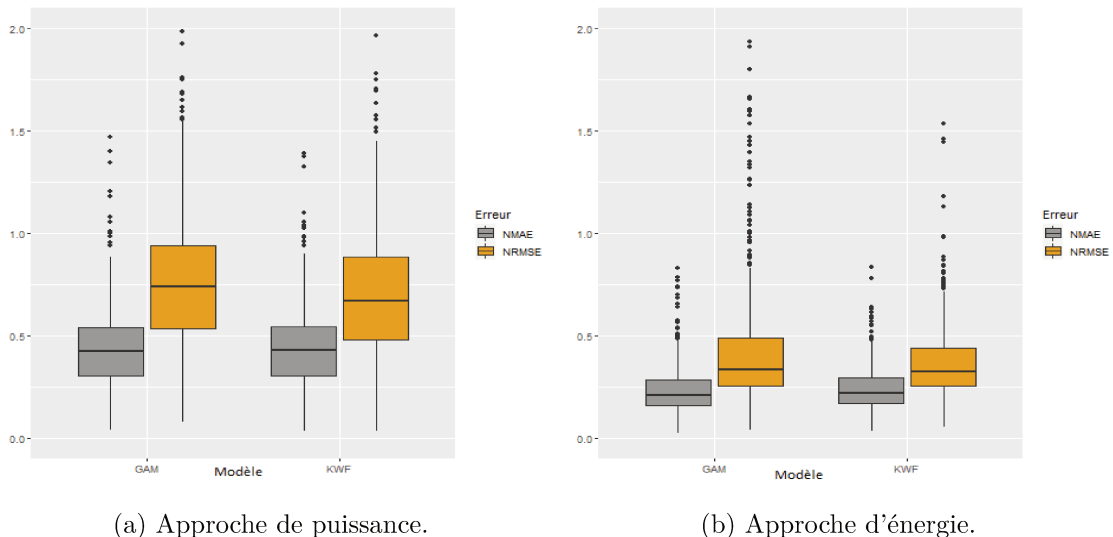 2.0
1.5
1.0
0.5
0.0
GAM
Modèle
KWF
Erreur
NMAE
NRMSE
(a) Approche de puissance.
2.0
1.5
1.0
0.5
0.0
GAM
Modèle
KWF
Erreur
NMAE
NRMSE
(b) Approche d'énergie.